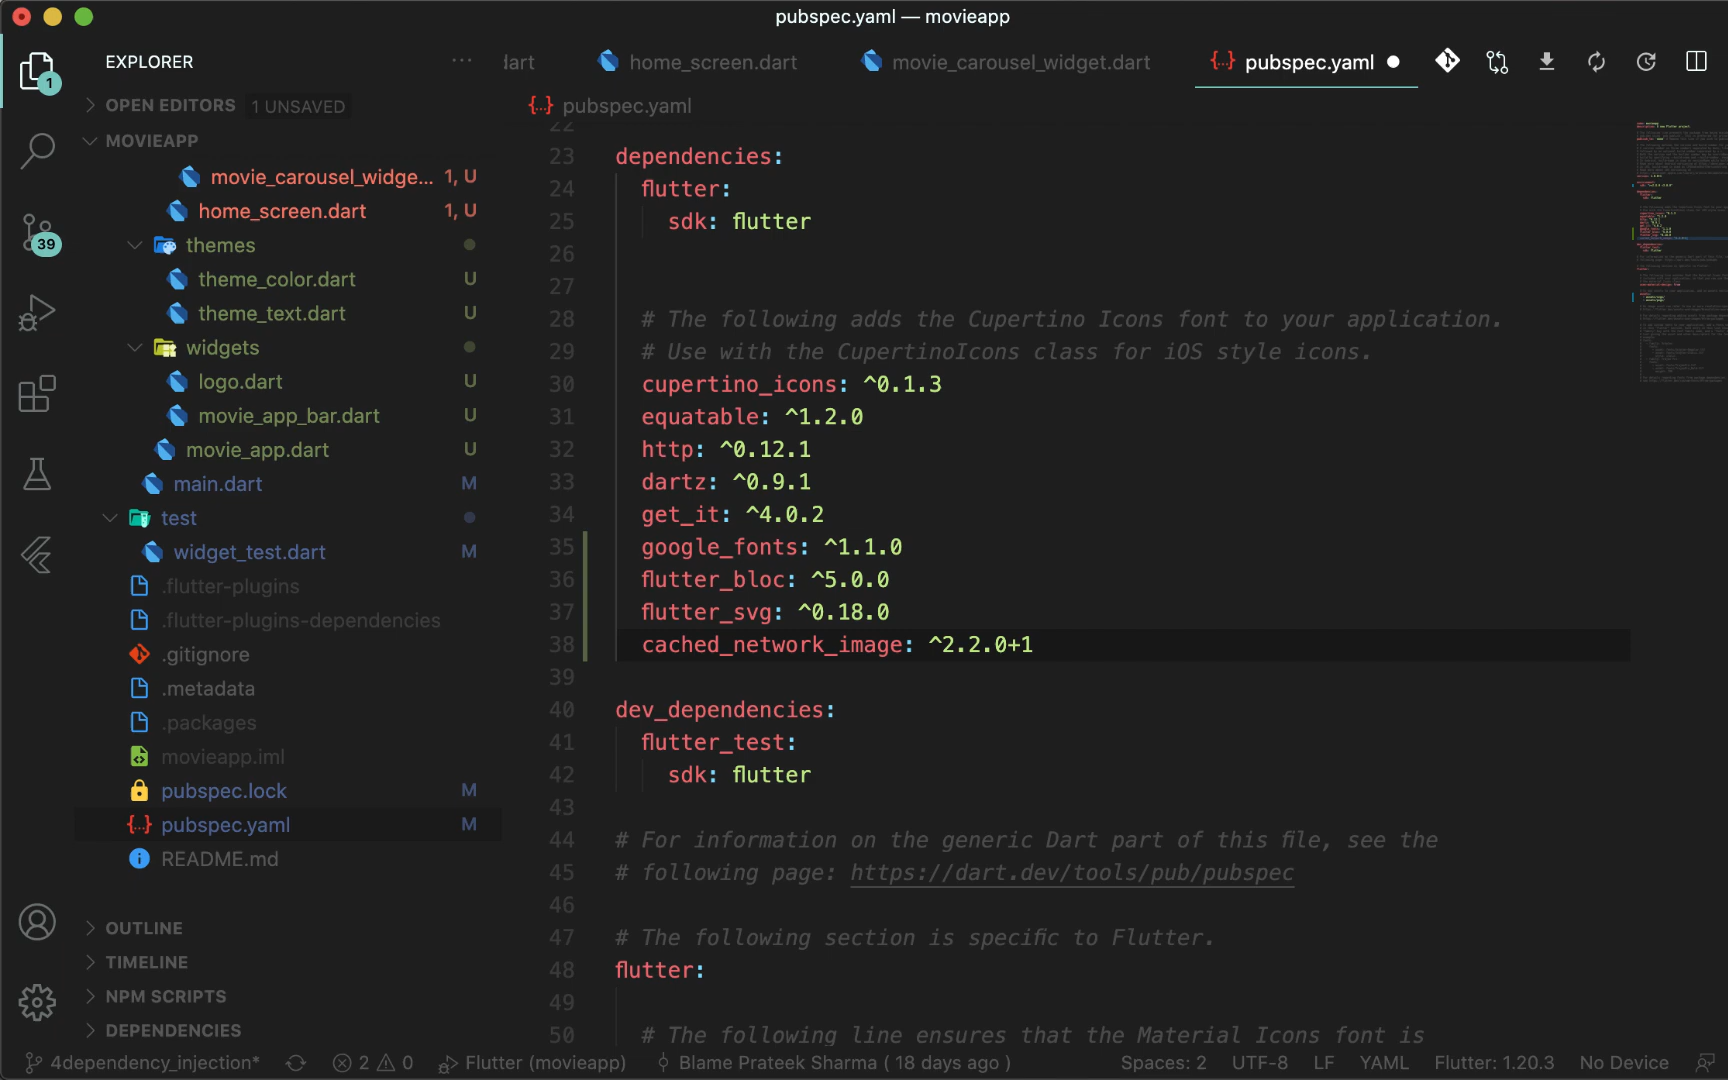 pubspec.yaml — movieapp
EXPLORER
home_screen.dart
movie_carousel_widget.dart
{...} pubspec.yaml
1
OPEN EDITORS 1 UNSAVED
{...} pubspec.yaml
MOVIEAPP
movie_carousel_widge... 1, U
home_screen.dart 1, U
themes
theme_color.dart U
theme_text.dart U
widgets
logo.dart U
movie_app_bar.dart U
movie_app.dart U
main.dart M
test
widget_test.dart M
.flutter-plugins
.flutter-plugins-dependencies
.gitignore
.metadata
.packages
movieapp.iml
pubspec.lock M
{...} pubspec.yaml M
README.md
39
OUTLINE
TIMELINE
NPM SCRIPTS
DEPENDENCIES
22
23 dependencies:
24 flutter:
25 sdk: flutter
26
27
28 # The following adds the Cupertino Icons font to your application.
29 # Use with the CupertinoIcons class for iOS style icons.
30 cupertino_icons: ^0.1.3
31 equatable: ^1.2.0
32 http: ^0.12.1
33 dartz: ^0.9.1
34 get_it: ^4.0.2
35 google_fonts: ^1.1.0
36 flutter_bloc: ^5.0.0
37 flutter_svg: ^0.18.0
38 cached_network_image: ^2.2.0+1
39
40 dev_dependencies:
41 flutter_test:
42 sdk: flutter
43
44 # For information on the generic Dart part of this file, see the
45 # following page: https://dart.dev/tools/pub/pubspec
46
47 # The following section is specific to Flutter.
48 flutter:
49
50 # The following line ensures that the Material Icons font is
4dependency_injection* 2 0 Flutter (movieapp) Blame Prateek Sharma ( 18 days ago ) Spaces: 2 UTF-8 LF YAML Flutter: 1.20.3 No Device